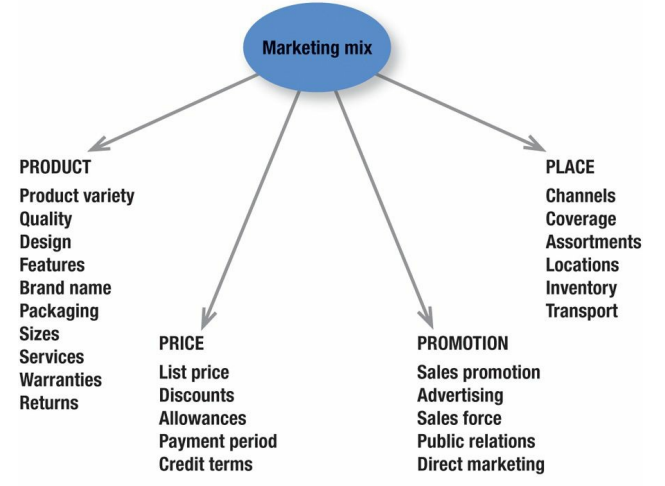 Marketing mix
PRODUCT
Product variety
Quality
Design
Features
Brand name
Packaging
Sizes
Services
Warranties
Returns
PRICE
List price
Discounts
Allowances
Payment period
Credit terms
PROMOTION
Sales promotion
Advertising
Sales force
Public relations
Direct marketing
PLACE
Channels
Coverage
Assortments
Locations
Inventory
Transport